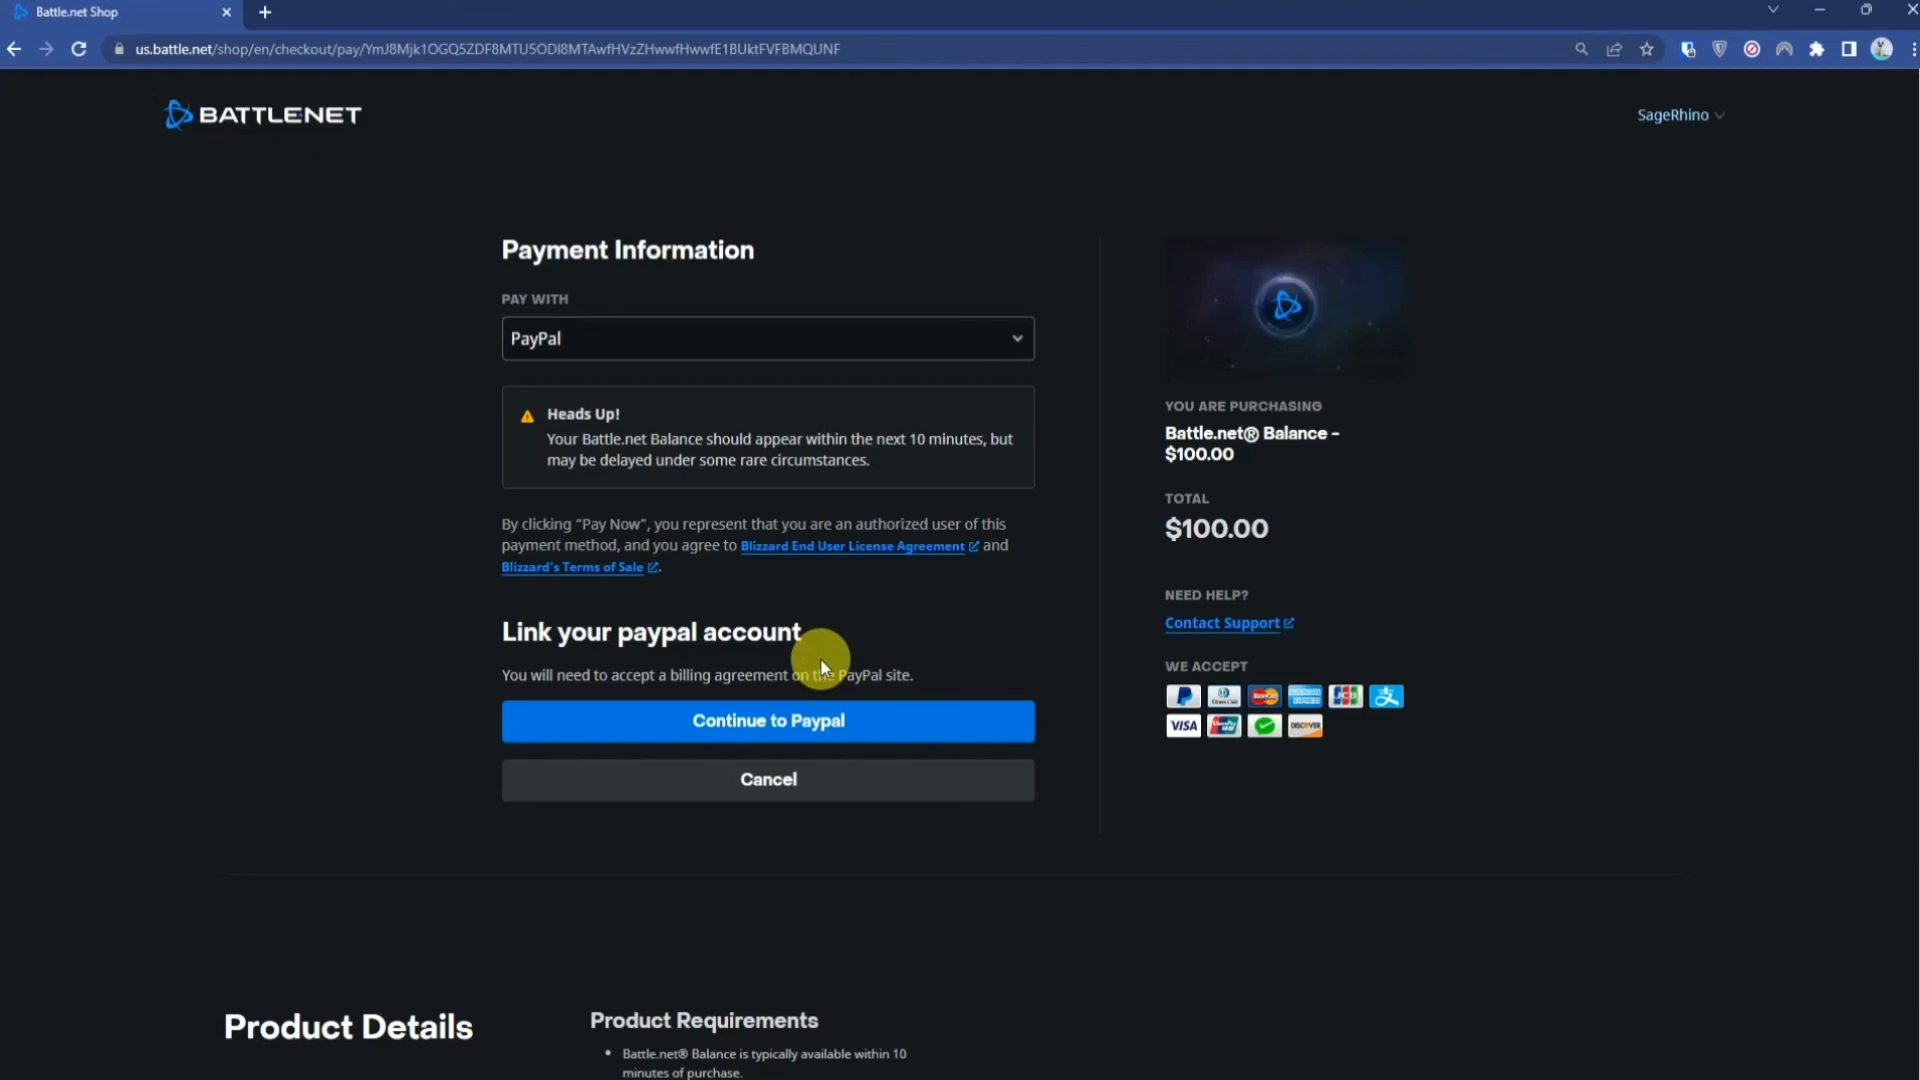 Battle.net Shop
us.battle.net/shop/en/checkout/pay/YmJ8Mjk1OGQ5ZDF8MTU5ODI8MTAwfHVzZHwwfHwwfE1BUktFVFBMQUNF
BATTLE.NET
SageRhino
Payment Information
PAY WITH
PayPal
Heads Up!
Your Battle.net Balance should appear within the next 10 minutes, but
may be delayed under some rare circumstances.
By clicking "Pay Now", you represent that you are an authorized user of this
payment method, and you agree to Blizzard End User License Agreement and
Blizzard's Terms of Sale.
Link your paypal account
You will need to accept a billing agreement on the PayPal site.
Continue to Paypal
Cancel
YOU ARE PURCHASING
Battle.net® Balance -
$100.00
TOTAL
$100.00
NEED HELP?
Contact Support
WE ACCEPT
VISA
DISCOVER
Product Details
Product Requirements
• Battle.net® Balance is typically available within 10
minutes of purchase.